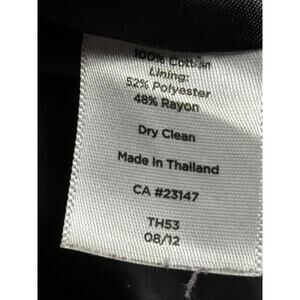 100% Cotton
Lining:
52% Polyester
48% Rayon
Dry Clean
Made in Thailand
CA #23147
TH53
08/12